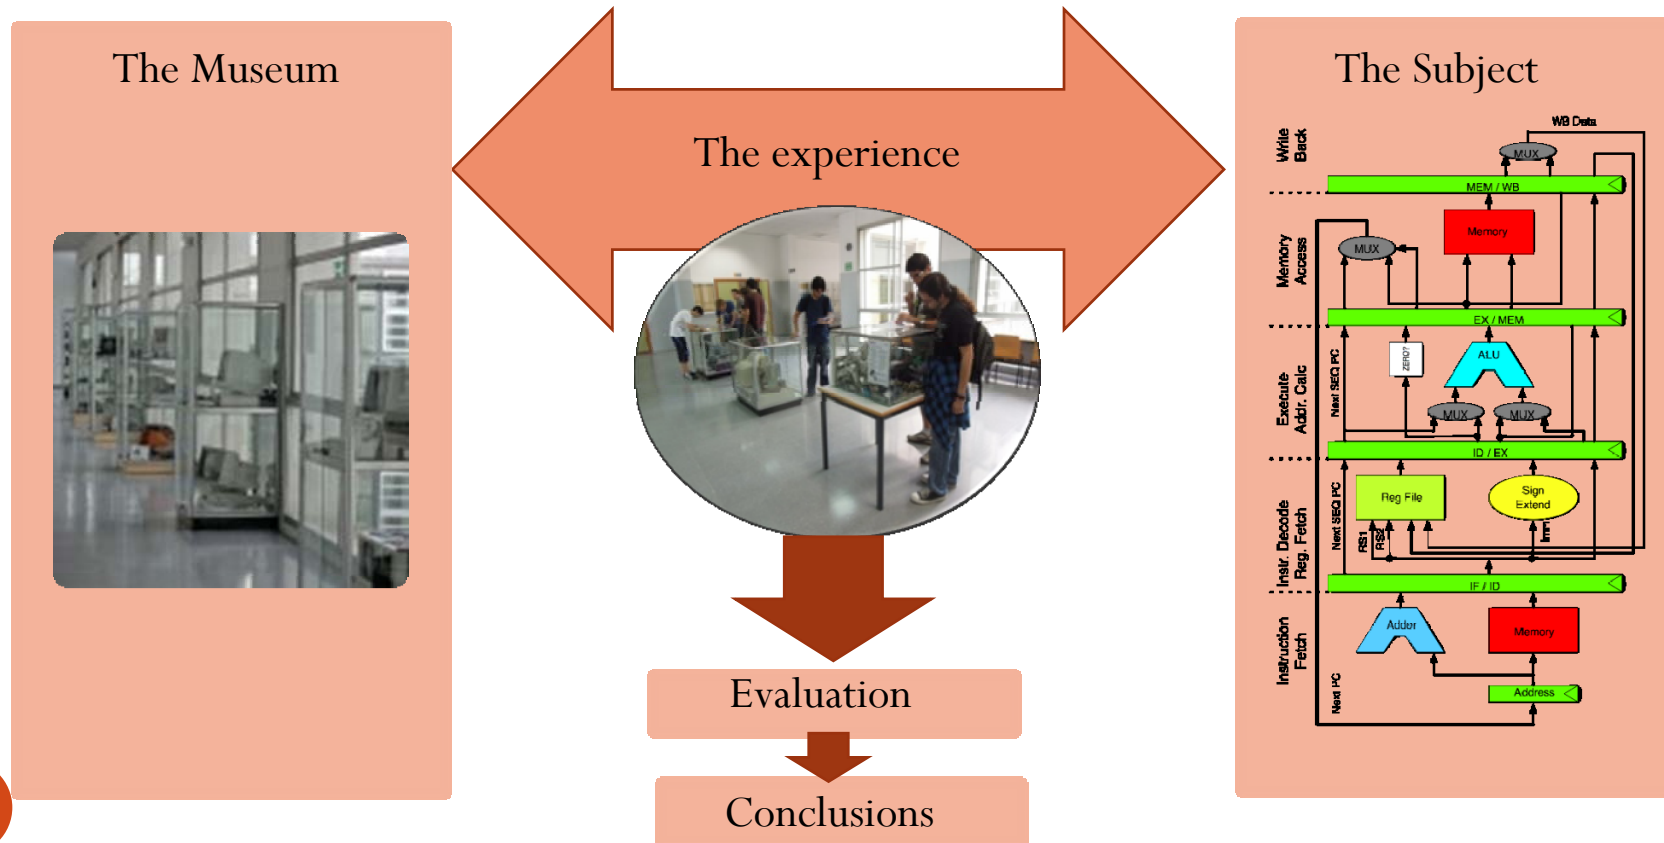 The Museum
The experience
Evaluation
Conclusions
The Subject
WB Data
Write
Back
MUX
MEM / WB
Memory
Access
Memory
MUX
EX / MEM
Execute
Addr. Calc
Next SEQ PC
ZERO?
ALU
MUX
MUX
ID / EX
Instr. Decode
Reg. Fetch
Next SEQ PC
Reg File
Sign
Extend
RS1
RS2
Imm
IF / ID
Instruction
Fetch
Adder
Memory
Next PC
Address